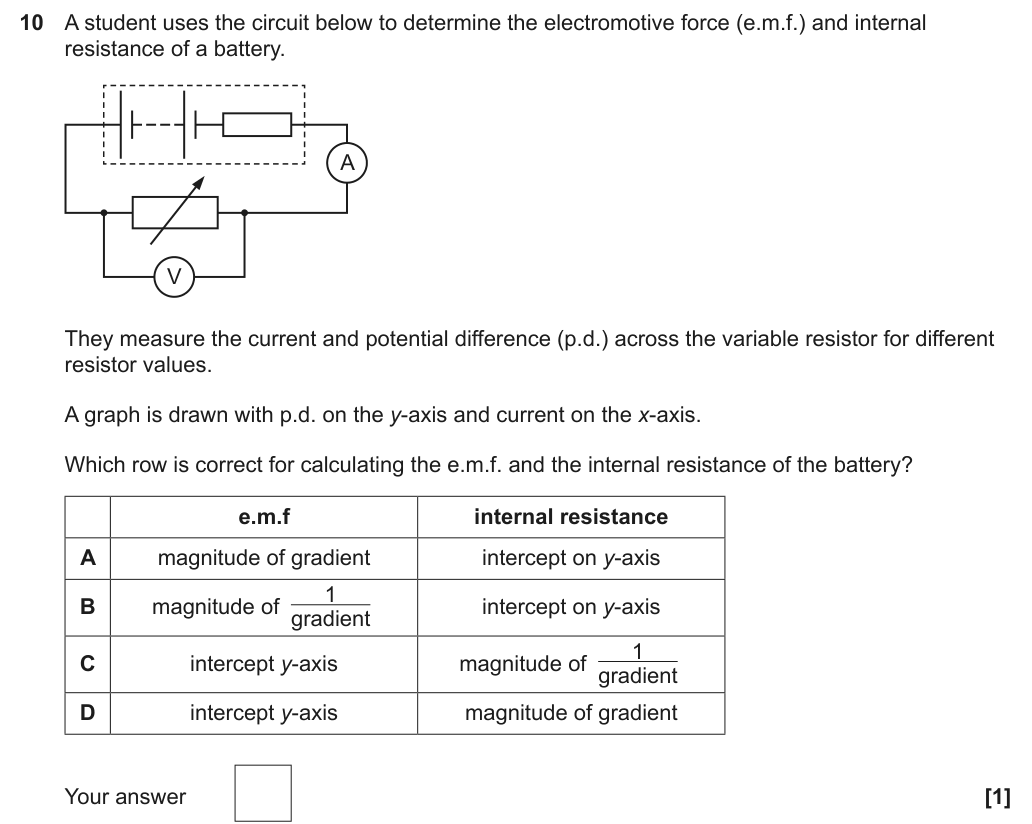 10 A student uses the circuit below to determine the electromotive force (e.m.f.) and internal
resistance of a battery.
A
V
They measure the current and potential difference (p.d.) across the variable resistor for different
resistor values.
A graph is drawn with p.d. on the y-axis and current on the x-axis.
Which row is correct for calculating the e.m.f. and the internal resistance of the battery?
e.m.f internal resistance
A magnitude of gradient intercept on y-axis
B magnitude of 1/gradient intercept on y-axis
C intercept y-axis magnitude of 1/gradient
D intercept y-axis magnitude of gradient
Your answer [1]